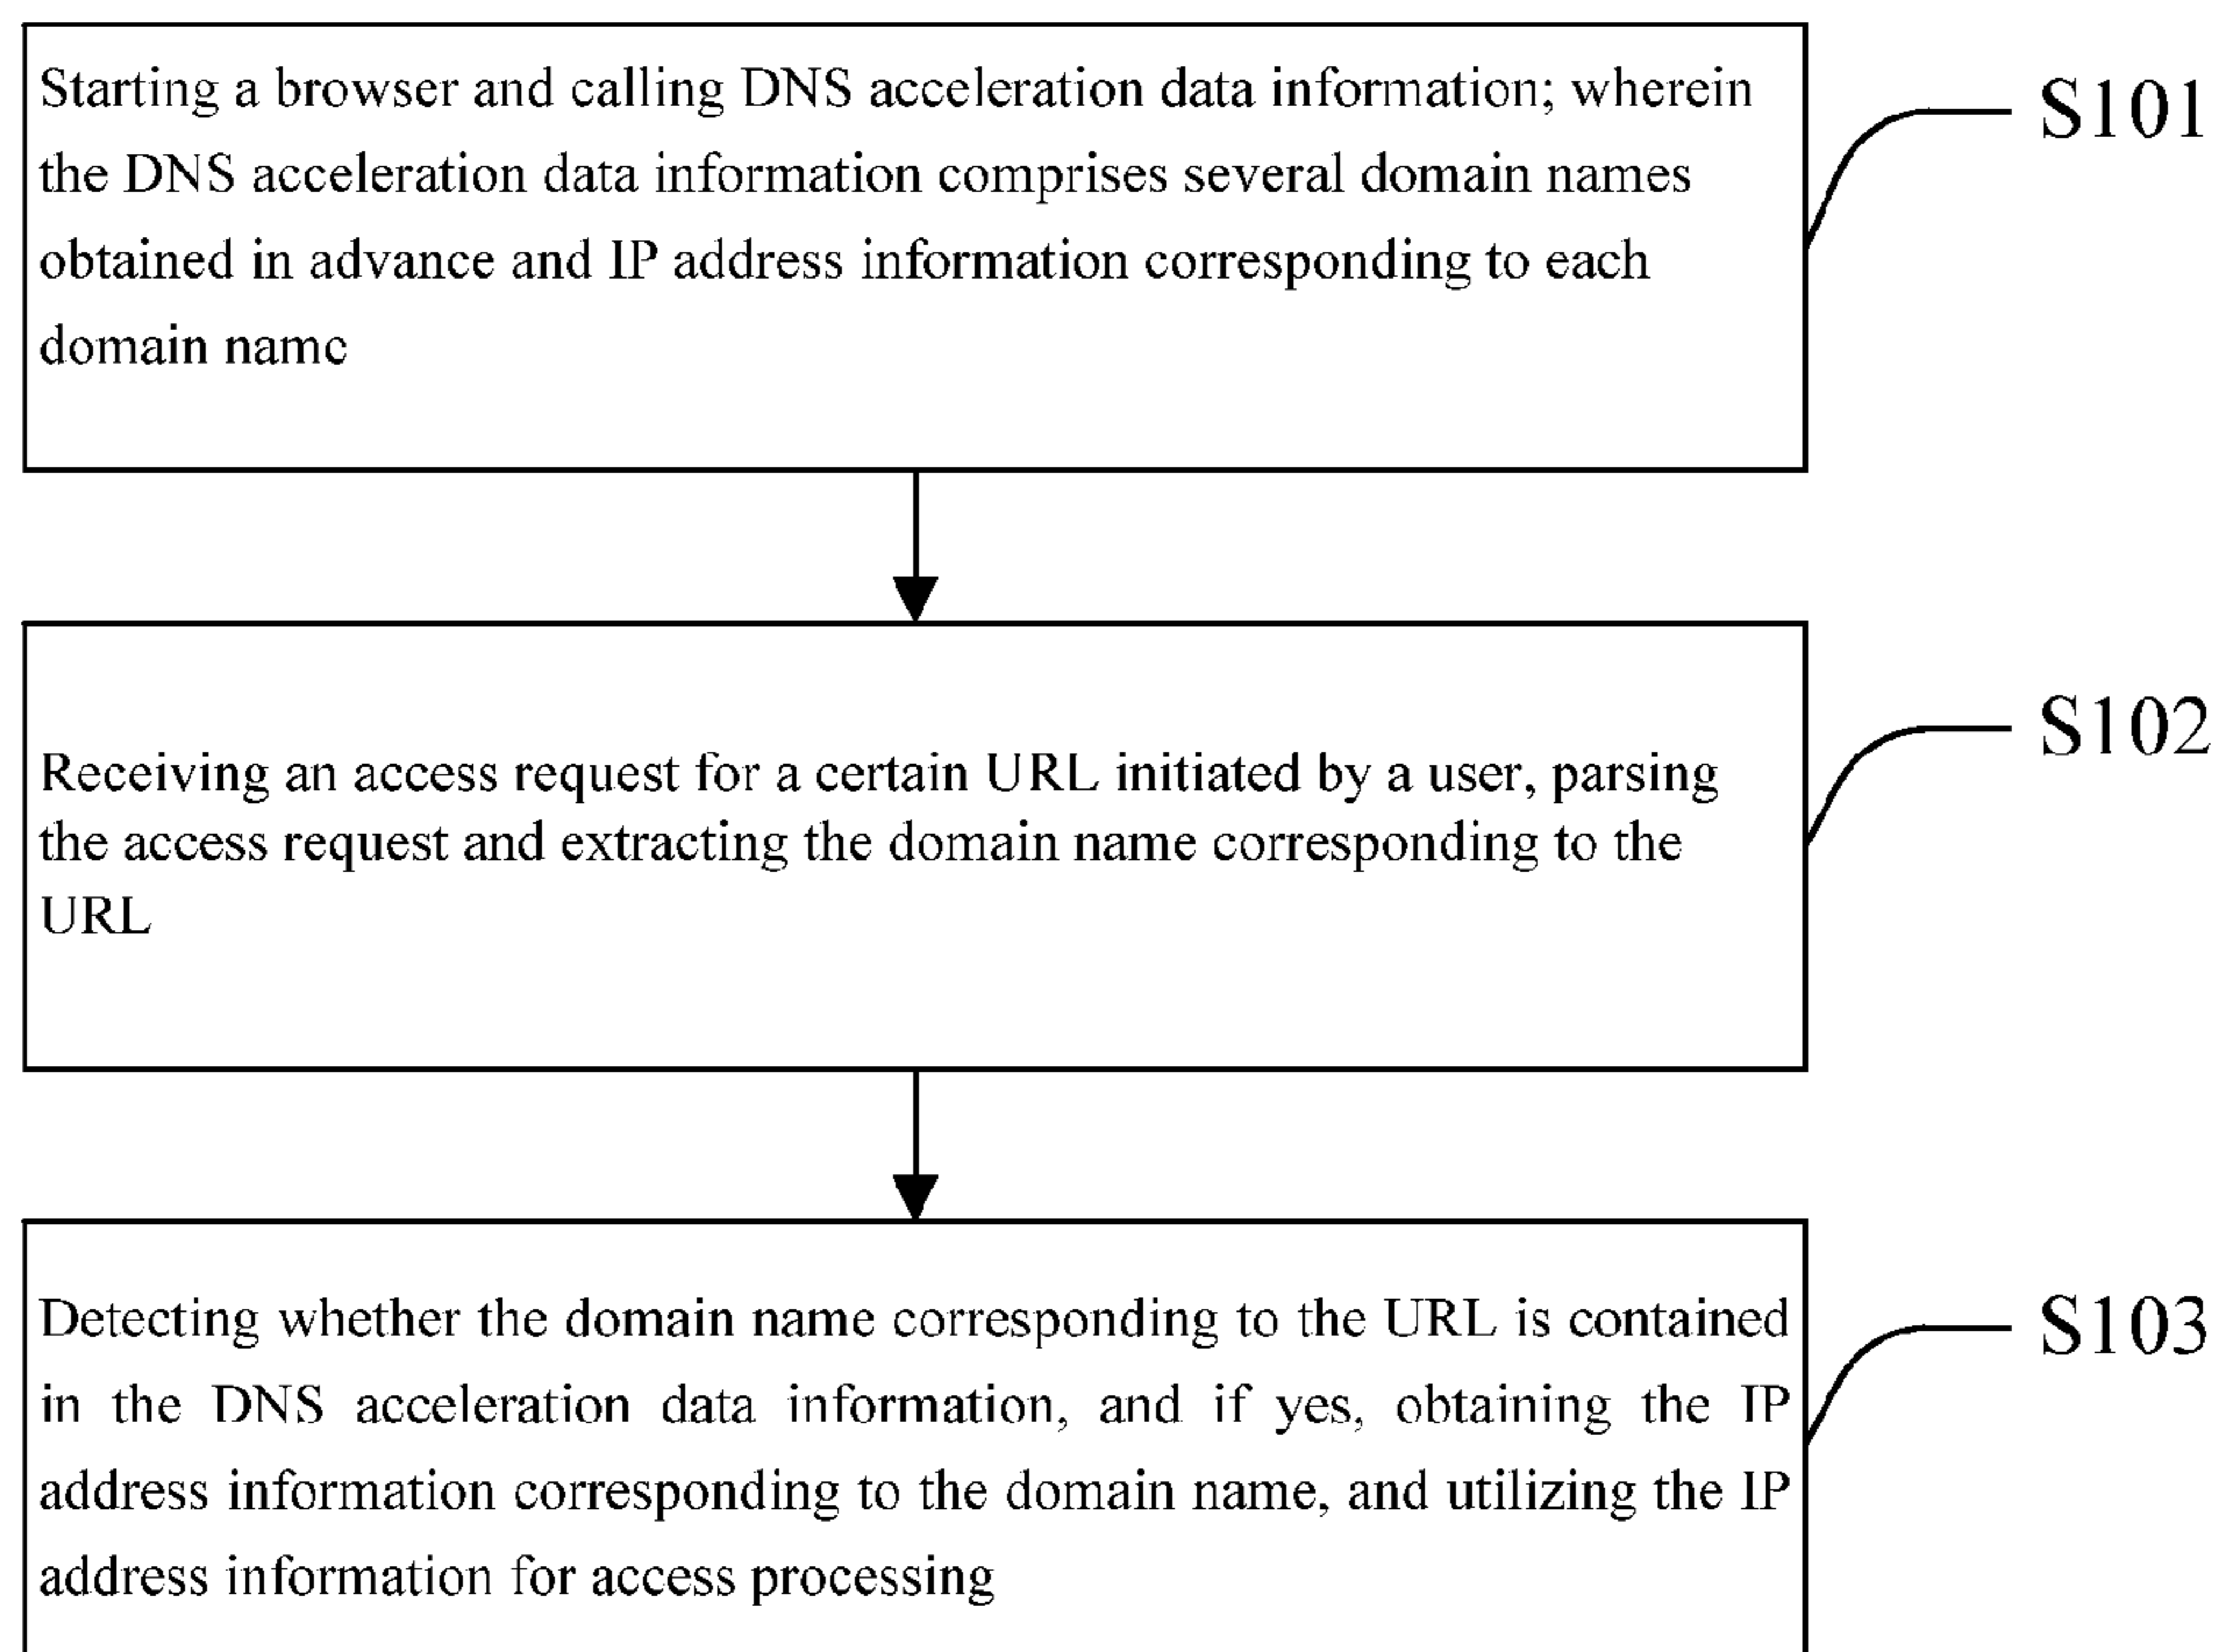 Starting a browser and calling DNS acceleration data information; wherein
the DNS acceleration data information comprises several domain names
obtained in advance and IP address information corresponding to each
domain name
S101
Receiving an access request for a certain URL initiated by a user, parsing
the access request and extracting the domain name corresponding to the
URL
S102
Detecting whether the domain name corresponding to the URL is contained
in the DNS acceleration data information, and if yes, obtaining the IP
address information corresponding to the domain name, and utilizing the IP
address information for access processing
S103